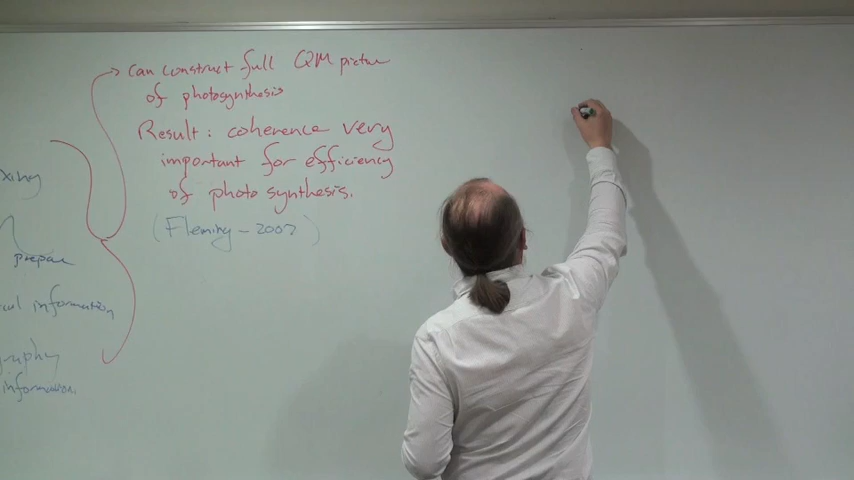 can construct full QM picture
of photosynthesis
Result: coherence very
important for efficiency
of photo synthesis.
(Fleming - 2007)
prepare
information
information.